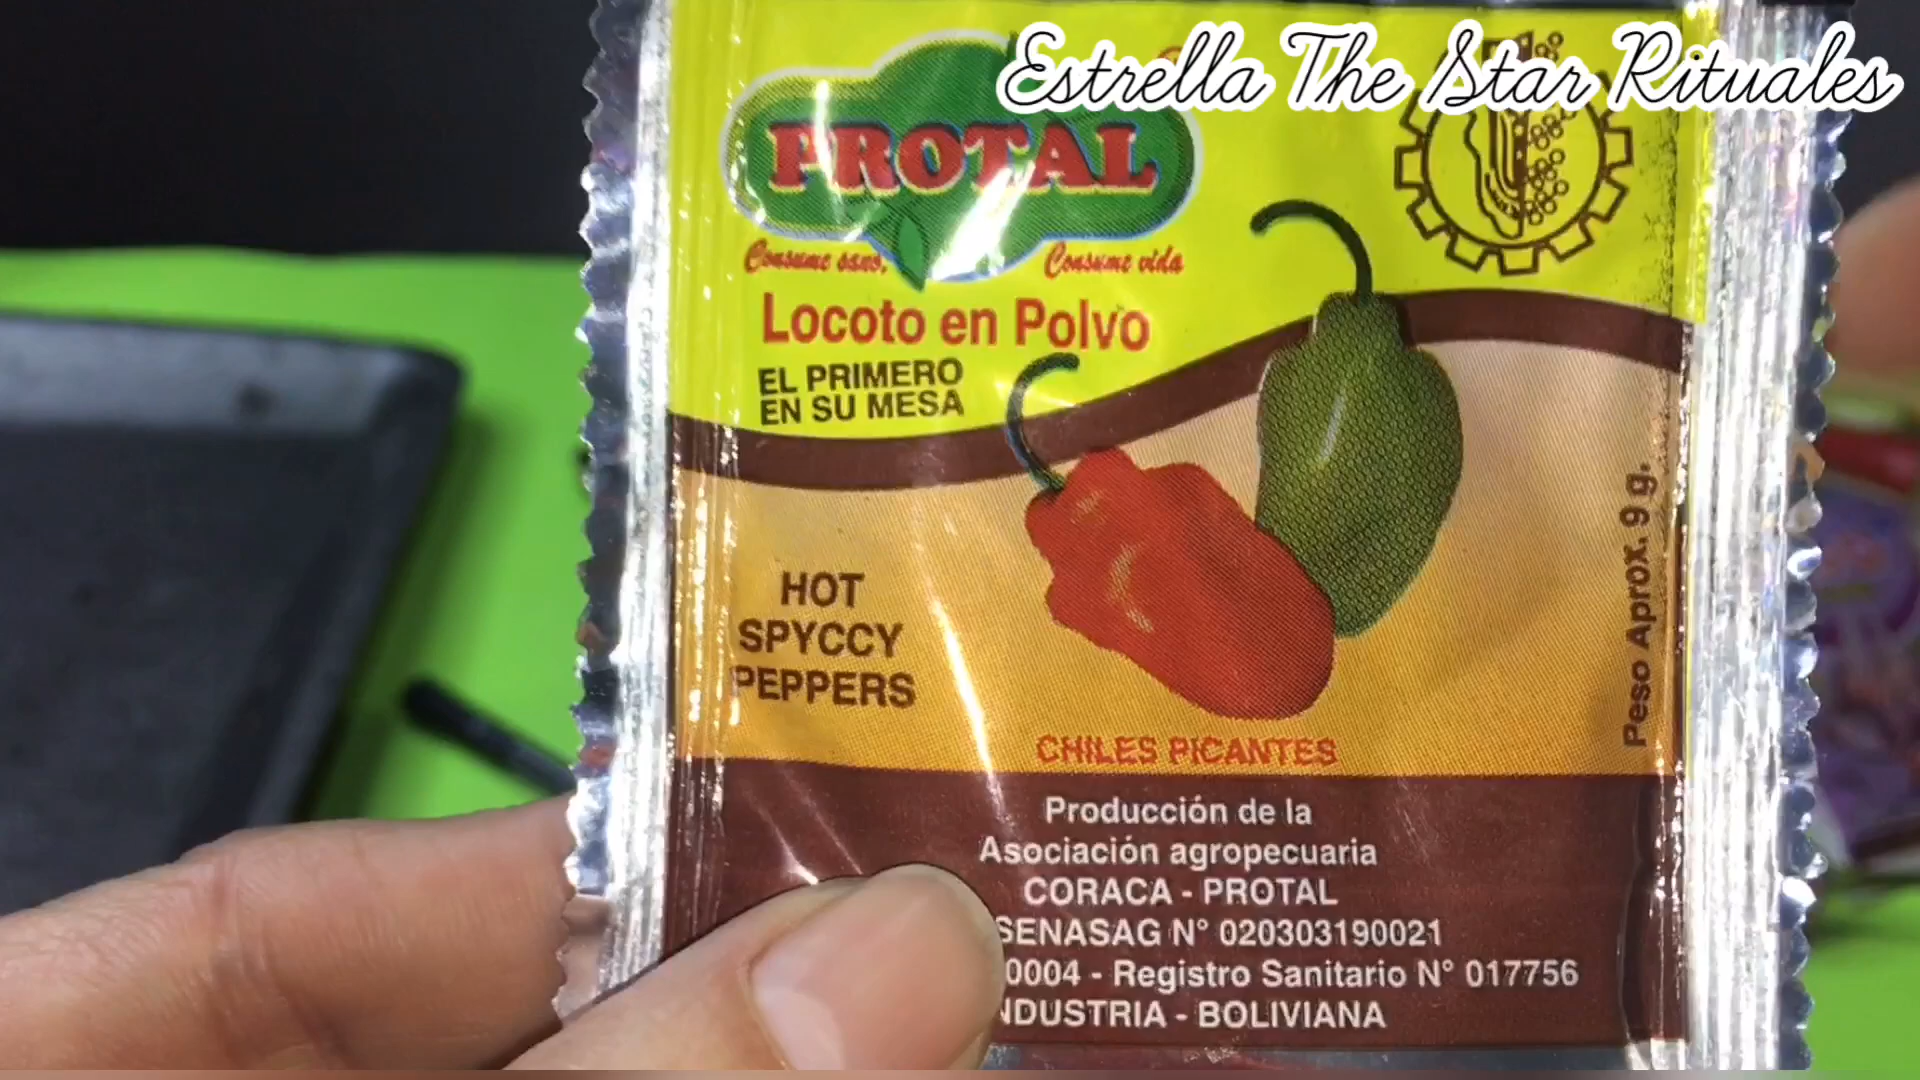 Estrella The Star Rituales
PROTAL
Consume sano, Consume vida
Locoto en Polvo
EL PRIMERO
EN SU MESA
HOT
SPYCCY
PEPPERS
Peso Aprox. 9 g.
CHILES PICANTES
Producción de la
Asociación agropecuaria
CORACA - PROTAL
SENASAG N° 020303190021
0004 - Registro Sanitario N° 017756
NDUSTRIA - BOLIVIANA